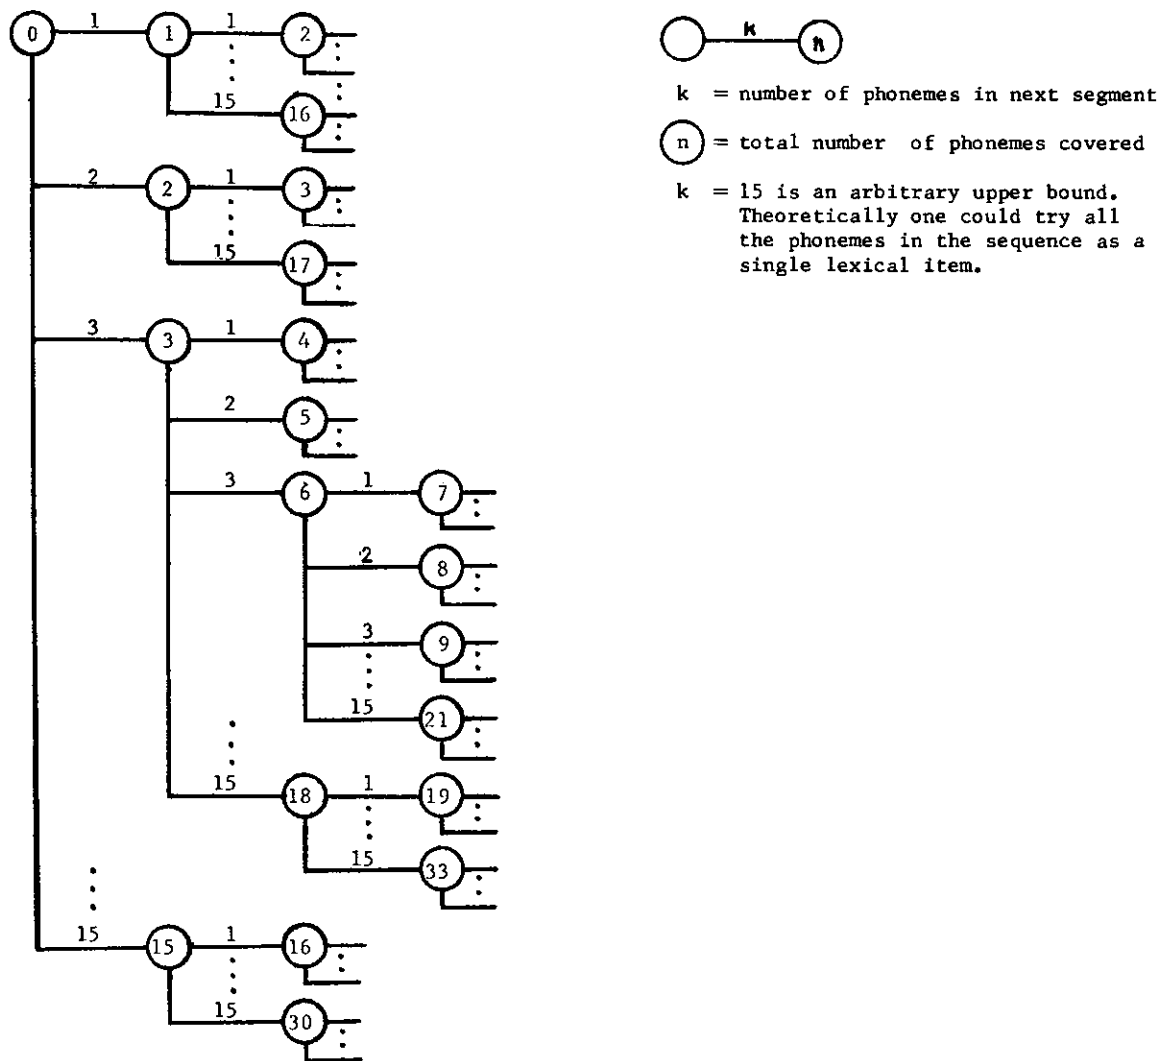 0 1 1 1 2
15 16
2 2 1 3
15 17
3 3 1 4
2 5
3 6 1 7
2 8
3 9
15 21
15 18 1 19
15 33
15 15 1 16
15 30
k n
k = number of phonemes in next segment
n = total number of phonemes covered
k = 15 is an arbitrary upper bound.
Theoretically one could try all
the phonemes in the sequence as a
single lexical item.